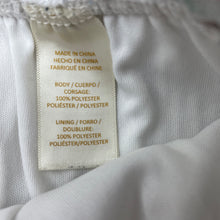 MADE IN CHINA
HECHO EN CHINA
FABRIQUÉ EN CHINE
BODY / CUERPO /
CORSAGE:
100% POLYESTER
POLIÉSTER / POLYESTER
LINING / FORRO /
DOUBLURE:
100% POLYESTER
POLIÉSTER/POLYESTER